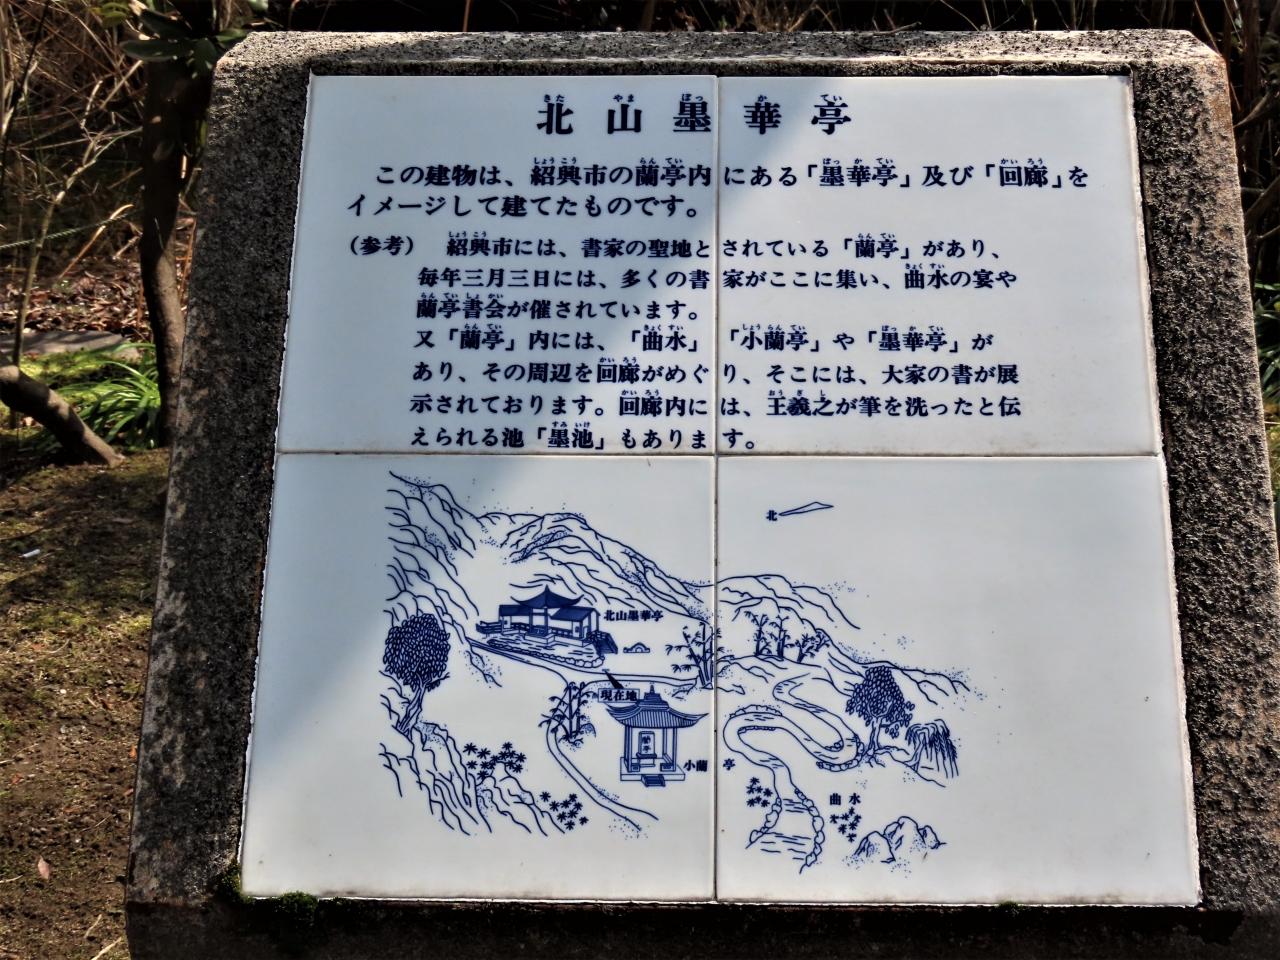 北山墨華亭
この建物は、紹興市の蘭亭内にある「墨華亭」及び「回廊」を
イメージして建てたものです。
（参考） 紹興市には、書家の聖地とされている「蘭亭」があり、
毎年三月三日には、多くの書家がここに集い、曲水の宴や
蘭亭書会が催されています。
又「蘭亭」内には、「曲水」「小蘭亭」や「墨華亭」が
あり、その周辺を回廊がめぐり、そこには、大家の書が展
示されております。回廊内には、王羲之が筆を洗ったと伝
えられる池「墨池」もあります。
北
北山墨華亭
現在地
蘭亭
小蘭亭
曲水